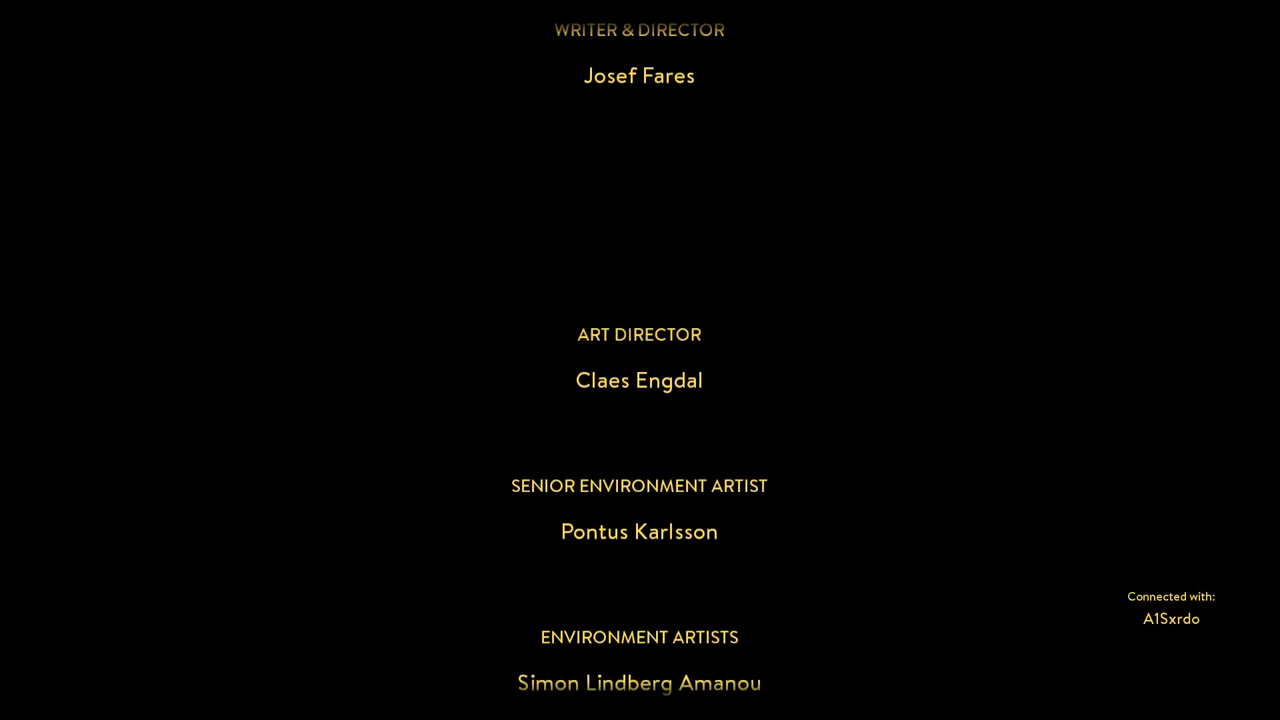 WRITER & DIRECTOR
Josef Fares
ART DIRECTOR
Claes Engdal
SENIOR ENVIRONMENT ARTIST
Pontus Karlsson
Connected with:
A1Sxrdo
ENVIRONMENT ARTISTS
Simon Lindberg Amanou